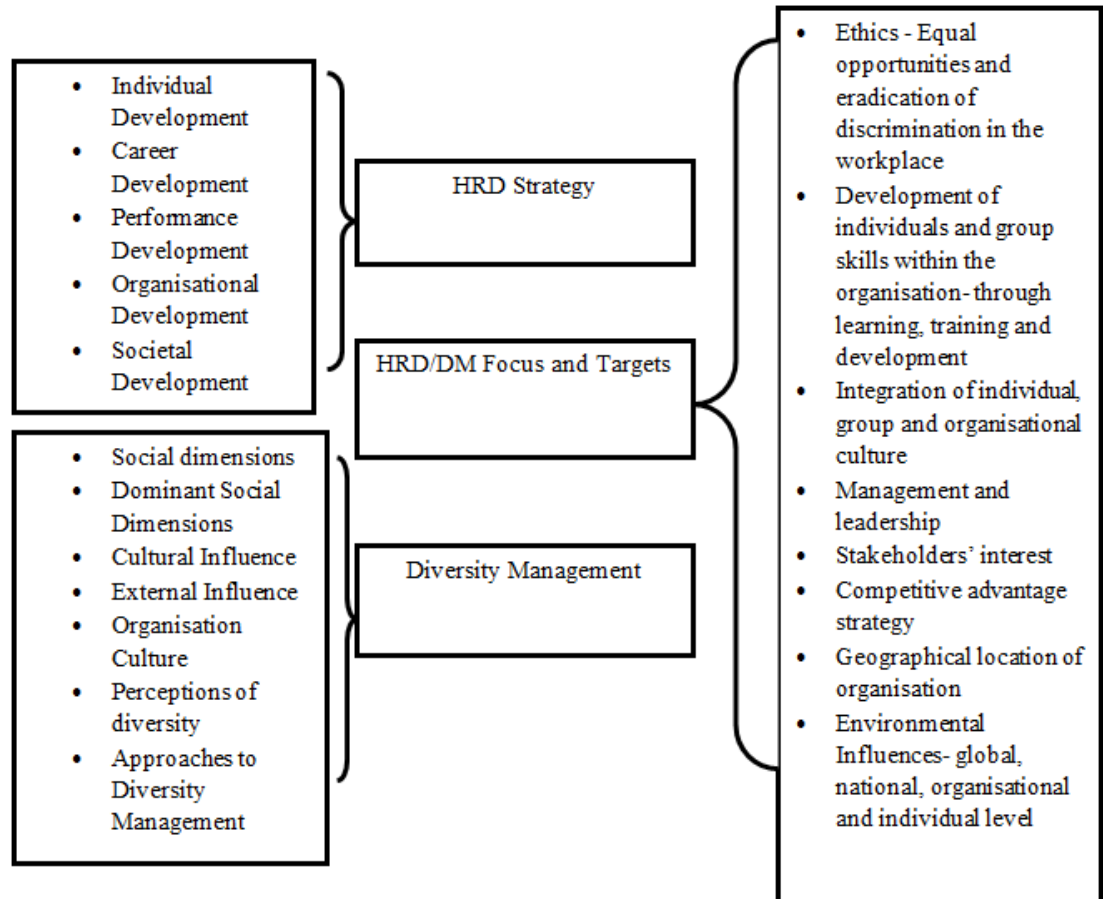 • Individual
Development
• Career
Development
• Performance
Development
• Organisational
Development
• Societal
Development
• Social dimensions
• Dominant Social
Dimensions
• Cultural Influence
• External Influence
• Organisation
Culture
• Perceptions of
diversity
• Approaches to
Diversity
Management
HRD Strategy
HRD/DM Focus and Targets
Diversity Management
• Ethics - Equal
opportunities and
eradication of
discrimination in the
workplace
• Development of
individuals and group
skills within the
organisation- through
learning, training and
development
• Integration of individual,
group and organisational
culture
• Management and
leadership
• Stakeholders’ interest
• Competitive advantage
strategy
• Geographical location of
organisation
• Environmental
Influences- global,
national, organisational
and individual level